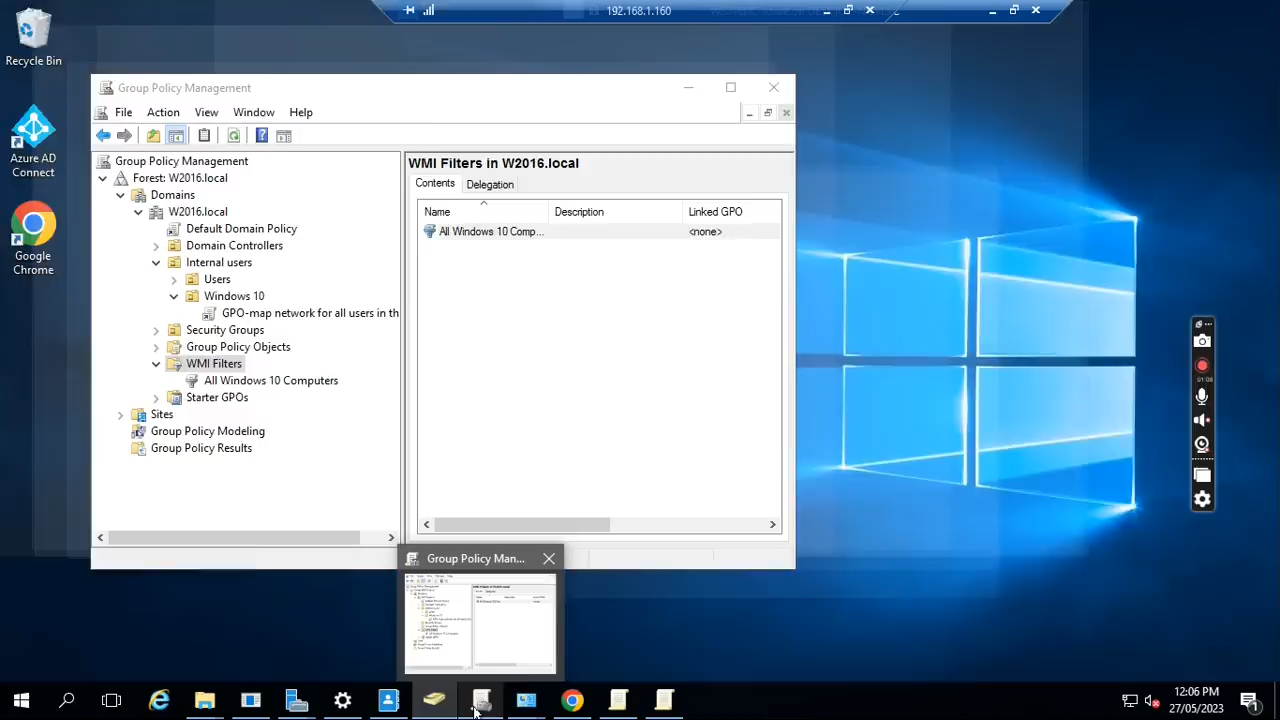 192.168.1.160
Recycle Bin
Azure AD
Connect
Google
Chrome
Group Policy Management
File Action View Window Help
Group Policy Management
Forest: W2016.local
Domains
W2016.local
Default Domain Policy
Domain Controllers
Internal users
Users
Windows 10
GPO-map network for all users in th
Security Groups
Group Policy Objects
WMI Filters
All Windows 10 Computers
Starter GPOs
Sites
Group Policy Modeling
Group Policy Results
WMI Filters in W2016.local
Contents Delegation
Name Description Linked GPO
All Windows 10 Comp... <none>
01:08
Group Policy Man...
12:06 PM
27/05/2023
1